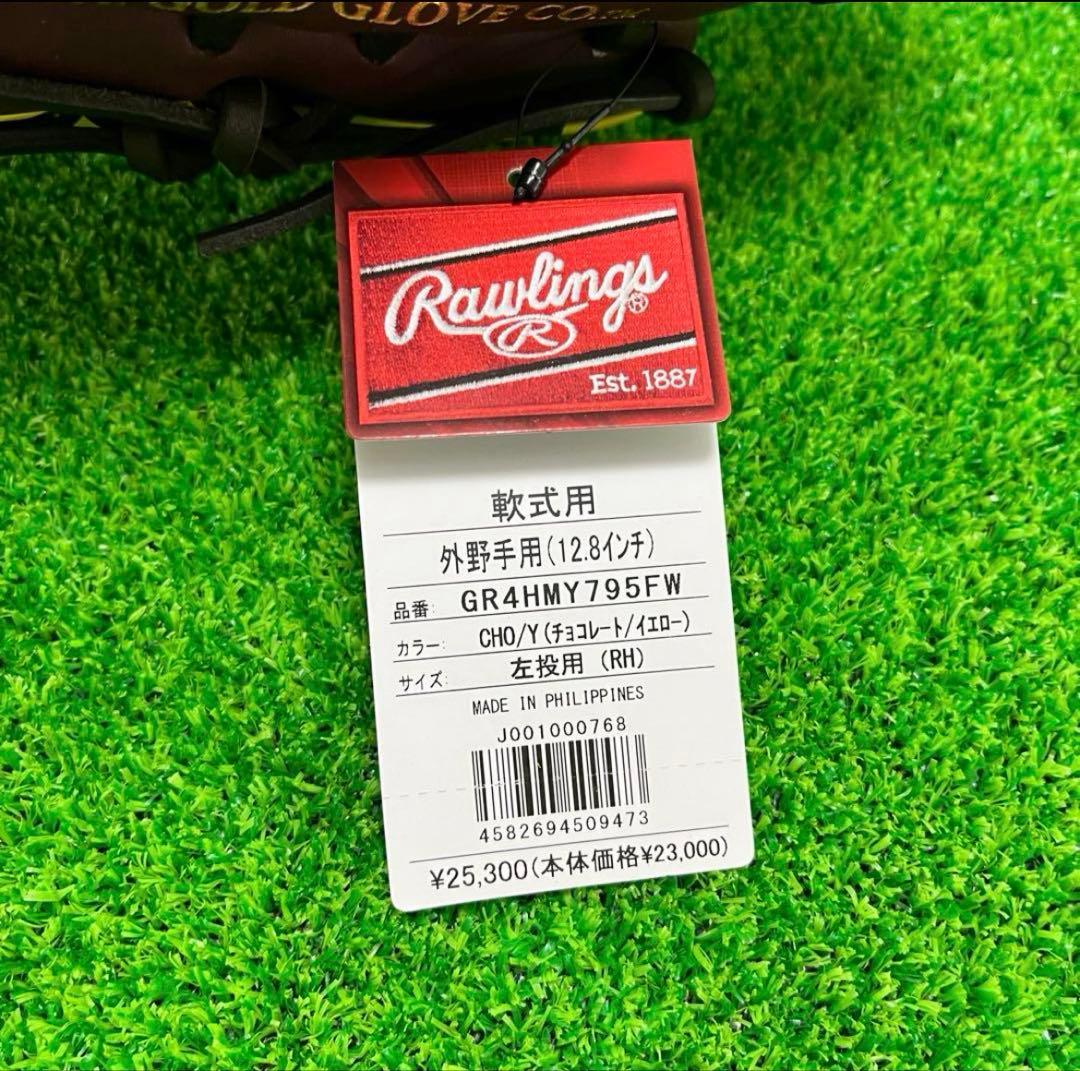 GOLD GLOVE CO.
Rawlings®
R
Est. 1887
軟式用
外野手用(12.8インチ)
品番: GR4HMY795FW
カラー: CHO/Y(チョコレート/イエロー)
サイズ: 左投用 (RH)
MADE IN PHILIPPINES
J001000768
4582694509473
¥25,300(本体価格¥23,000)